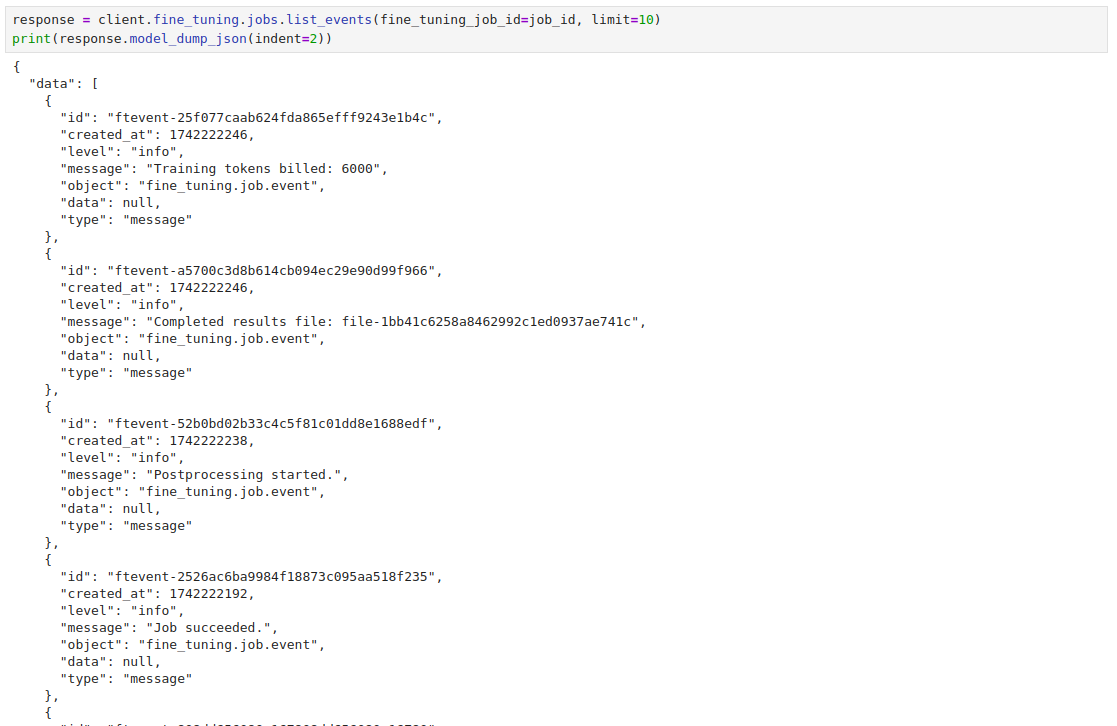 response = client.fine_tuning.jobs.list_events(fine_tuning_job_id=job_id, limit=10)
print(response.model_dump_json(indent=2))
{
  "data": [
    {
      "id": "ftevent-25f077caab624fda865efff9243e1b4c",
      "created_at": 1742222246,
      "level": "info",
      "message": "Training tokens billed: 6000",
      "object": "fine_tuning.job.event",
      "data": null,
      "type": "message"
    },
    {
      "id": "ftevent-a5700c3d8b614cb094ec29e90d99f966",
      "created_at": 1742222246,
      "level": "info",
      "message": "Completed results file: file-1bb41c6258a8462992c1ed0937ae741c",
      "object": "fine_tuning.job.event",
      "data": null,
      "type": "message"
    },
    {
      "id": "ftevent-52b0bd02b33c4c5f81c01dd8e1688edf",
      "created_at": 1742222238,
      "level": "info",
      "message": "Postprocessing started.",
      "object": "fine_tuning.job.event",
      "data": null,
      "type": "message"
    },
    {
      "id": "ftevent-2526ac6ba9984f18873c095aa518f235",
      "created_at": 1742222192,
      "level": "info",
      "message": "Job succeeded.",
      "object": "fine_tuning.job.event",
      "data": null,
      "type": "message"
    },
    {